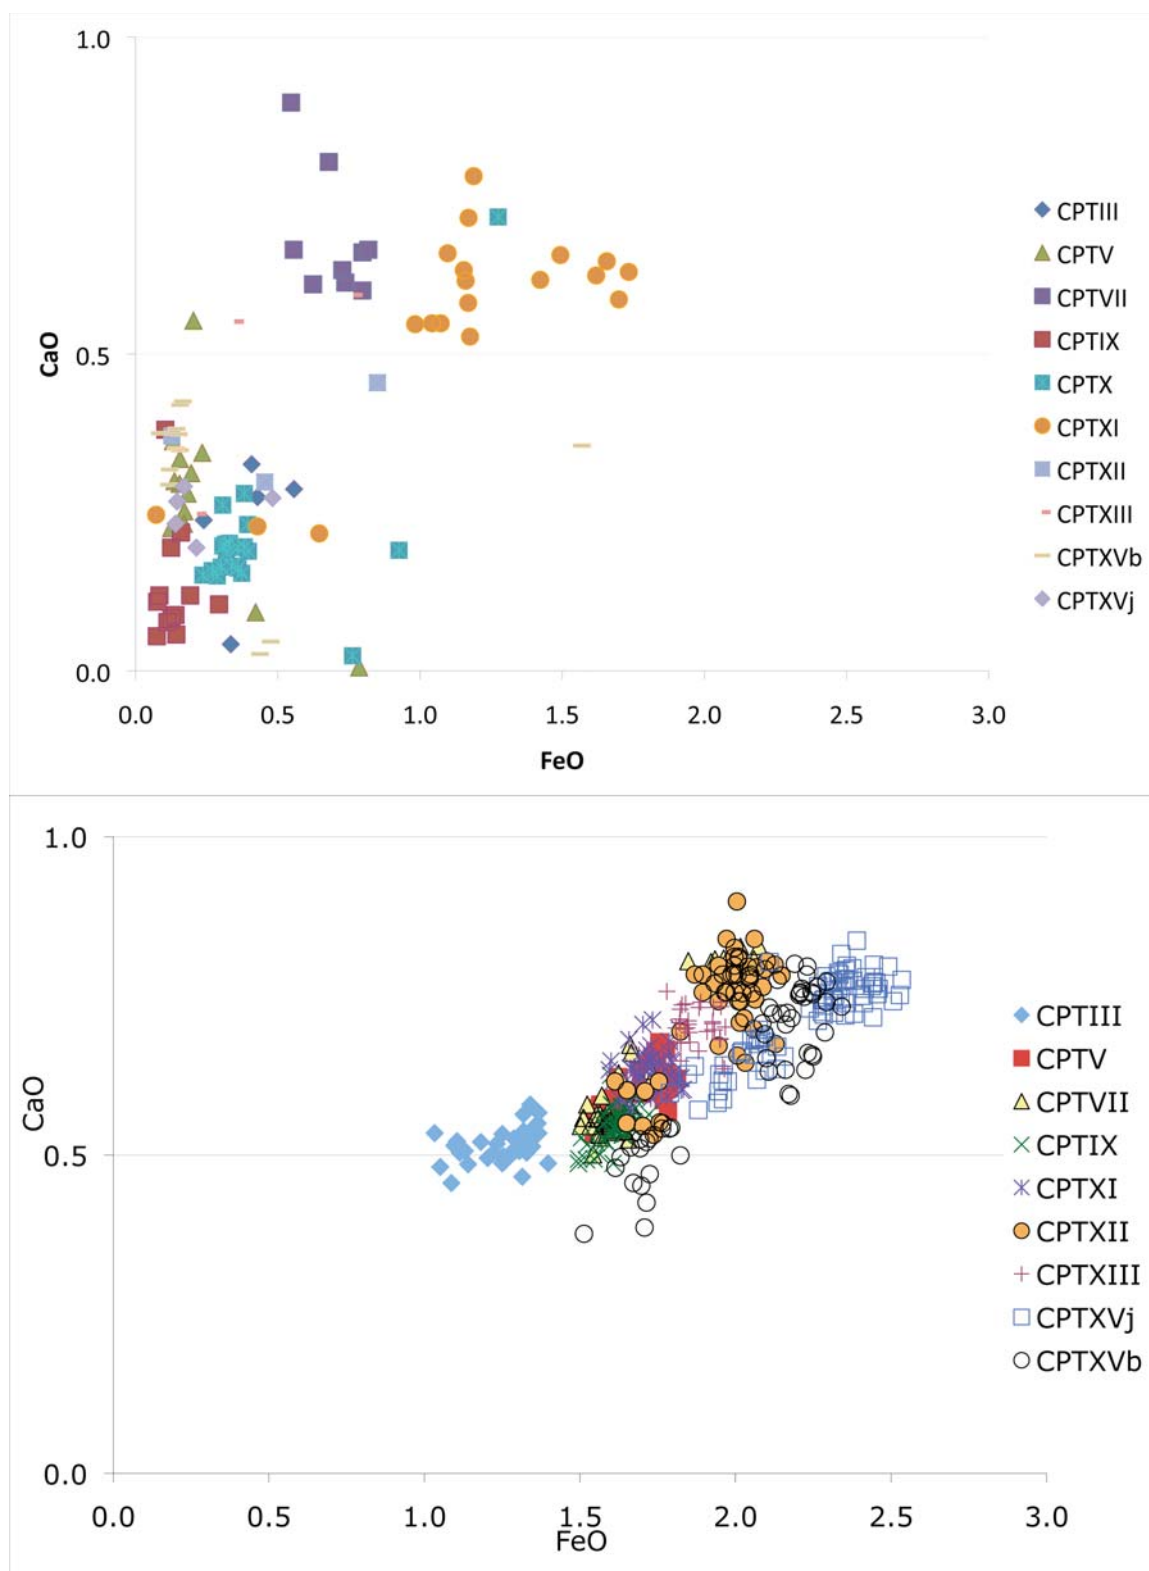 1.0
CaO
0.5
0.0
0.0 0.5 1.0 1.5 2.0 2.5 3.0
FeO
CPTIII
CPTV
CPTVII
CPTIX
CPTX
CPTXI
CPTXII
CPTXIII
CPTXVb
CPTXVj
1.0
CaO
0.5
0.0
0.0 0.5 1.0 1.5 2.0 2.5 3.0
FeO
CPTIII
CPTV
CPTVII
CPTIX
CPTXI
CPTXII
CPTXIII
CPTXVj
CPTXVb